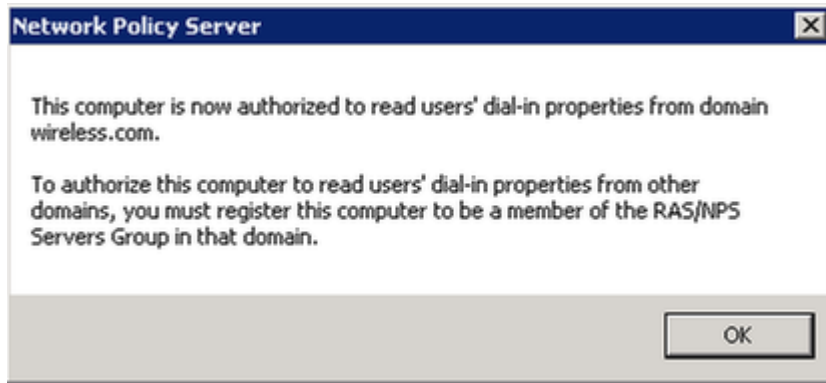 Network Policy Server
This computer is now authorized to read users' dial-in properties from domain
wireless.com.
To authorize this computer to read users' dial-in properties from other
domains, you must register this computer to be a member of the RAS/NPS
Servers Group in that domain.
OK